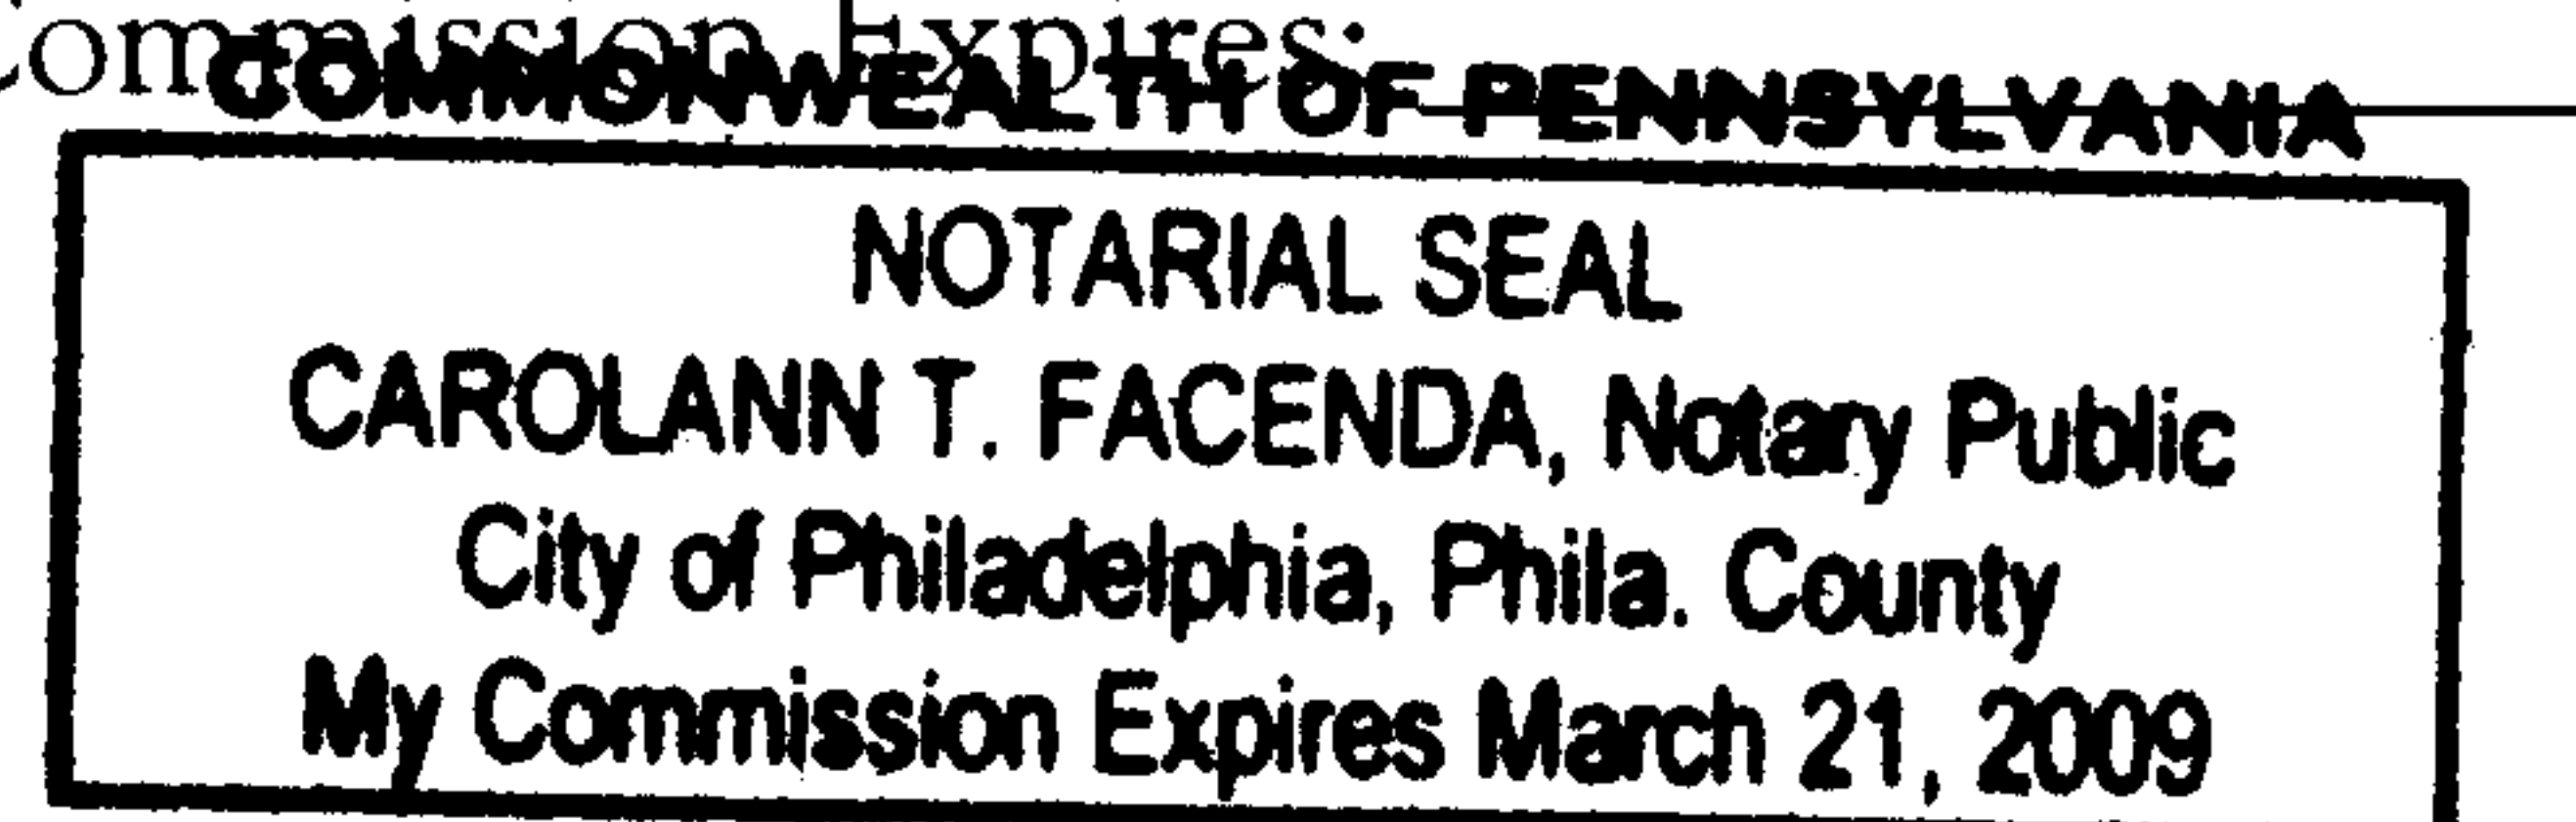 Commission Expires:
COMMONWEALTH OF PENNSYLVANIA
NOTARIAL SEAL
CAROLANN T. FACENDA, Notary Public
City of Philadelphia, Phila. County
My Commission Expires March 21, 2009